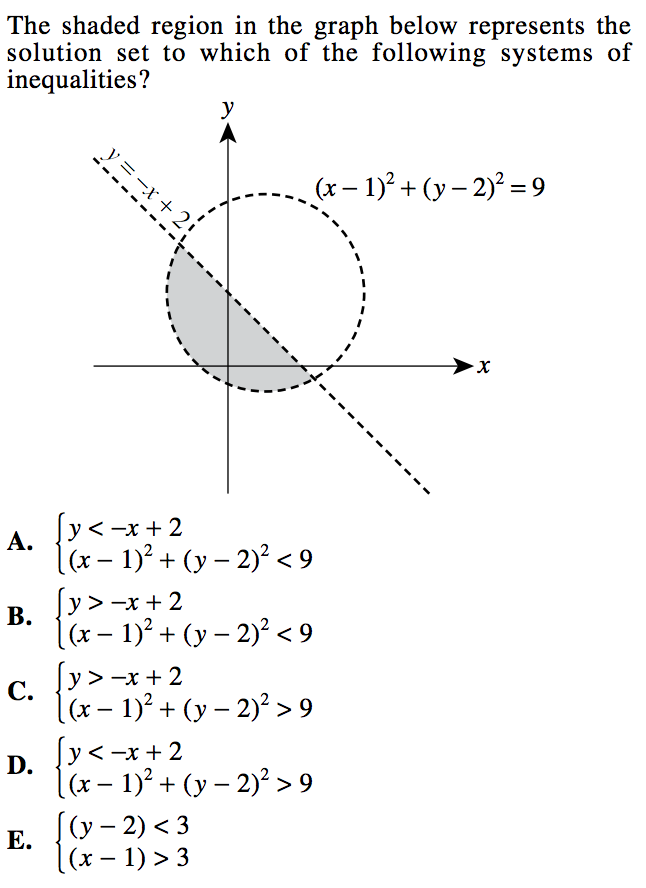 The shaded region in the graph below represents the
solution set to which of the following systems of
inequalities?
y
y = –x + 2
(x – 1)² + (y – 2)² = 9
x
A. { y < –x + 2
(x – 1)² + (y – 2)² < 9
B. { y > –x + 2
(x – 1)² + (y – 2)² < 9
C. { y > –x + 2
(x – 1)² + (y – 2)² > 9
D. { y < –x + 2
(x – 1)² + (y – 2)² > 9
E. { (y – 2) < 3
(x – 1) > 3